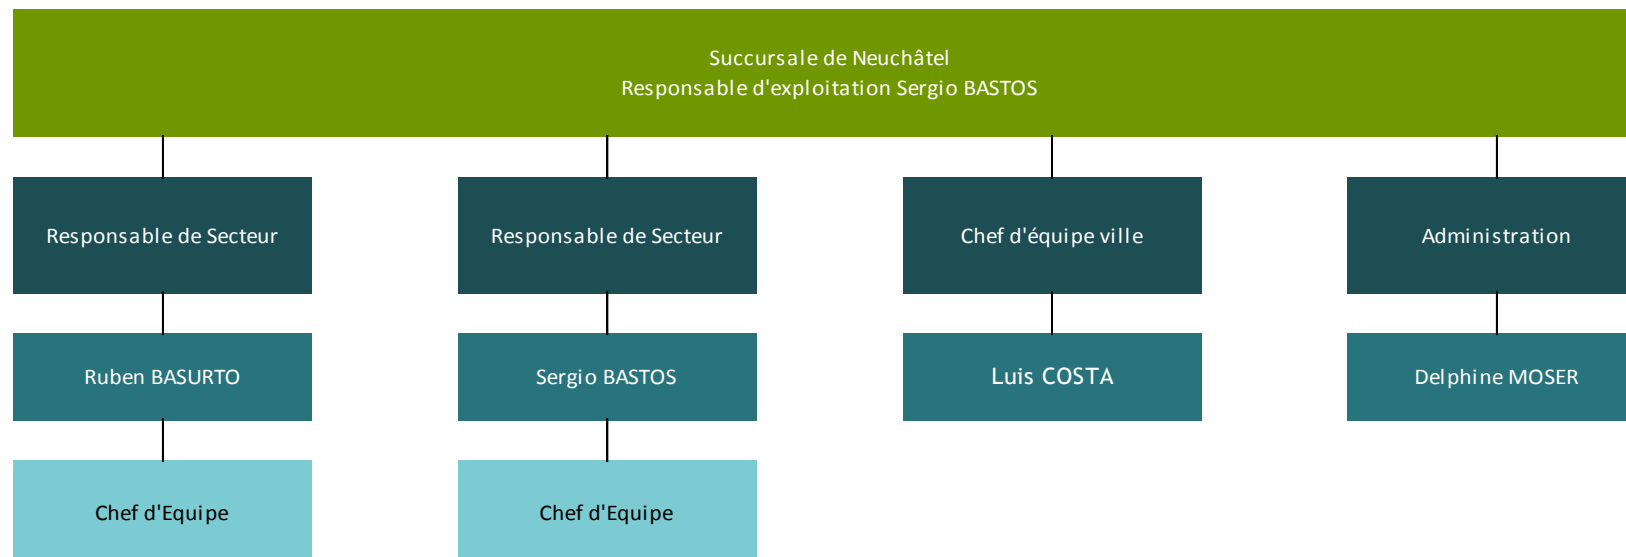 Succursale de Neuchâtel
Responsable d'exploitation Sergio BASTOS
Responsable de Secteur
Responsable de Secteur
Chef d'équipe ville
Administration
Ruben BASURTO
Sergio BASTOS
Luis COSTA
Delphine MOSER
Chef d'Equipe
Chef d'Equipe